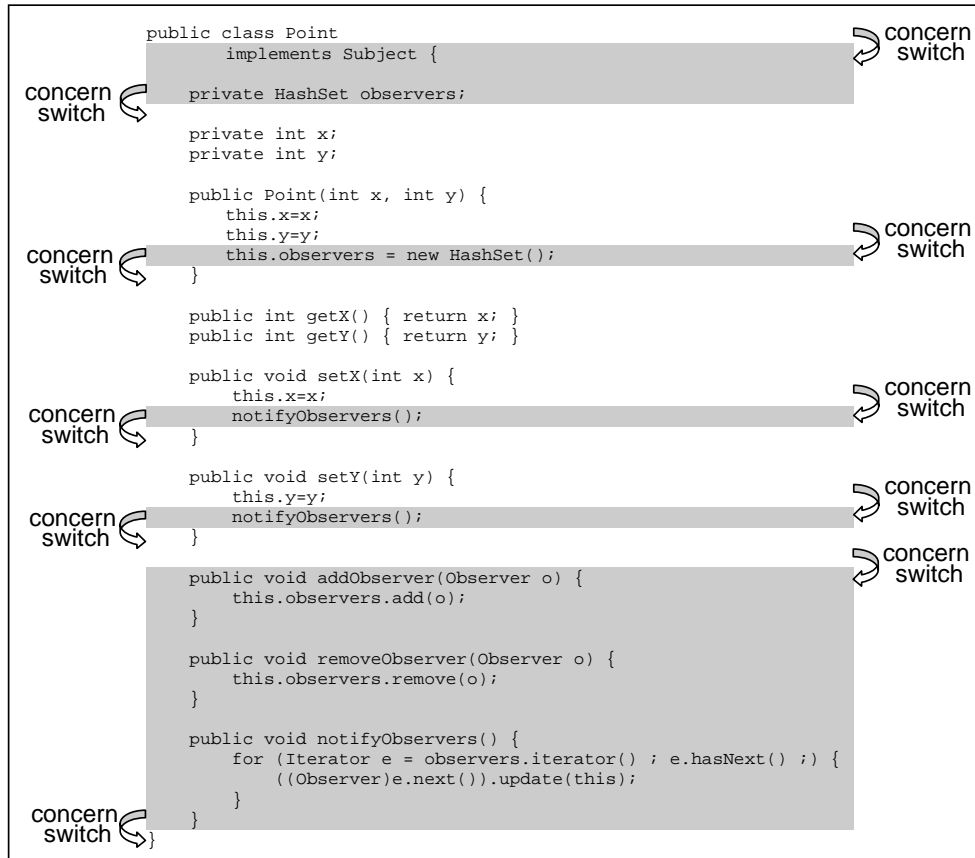 public class Point
concern
switch
implements Subject {
concern
switch
private HashSet observers;
private int x;
private int y;
public Point(int x, int y) {
this.x=x;
this.y=y;
concern
switch
this.observers = new HashSet();
concern
switch
}
public int getX() { return x; }
public int getY() { return y; }
public void setX(int x) {
this.x=x;
concern
switch
notifyObservers();
concern
switch
}
public void setY(int y) {
this.y=y;
concern
switch
notifyObservers();
concern
switch
}
concern
switch
public void addObserver(Observer o) {
this.observers.add(o);
}
public void removeObserver(Observer o) {
this.observers.remove(o);
}
public void notifyObservers() {
for (Iterator e = observers.iterator() ; e.hasNext() ;) {
((Observer)e.next()).update(this);
}
}
concern
switch
}